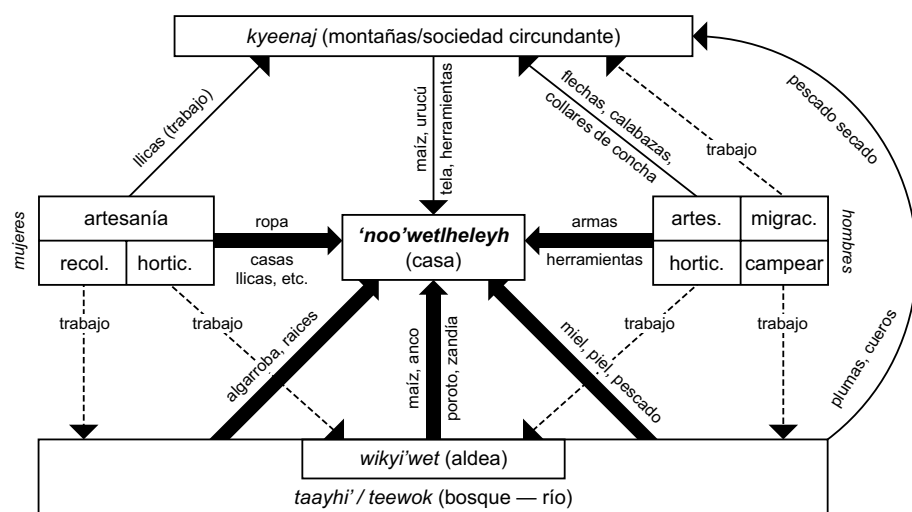 kyeenaj (montañas/sociedad circundante)
llicas (trabajo)
maíz, urucú
tela, herramientas
flechas, calabazas,
collares de concha
trabajo
pescado secado
mujeres
artesanía
recol.
hortic.
ropa
casas
llicas, etc.
‘noo’wetlheleyh
(casa)
armas
herramientas
artes.
migrac.
hortic.
campear
hombres
trabajo
trabajo
algarroba, raices
maíz, anco
poroto, zandía
miel, piel, pescado
trabajo
trabajo
plumas, cueros
wikyi’wet (aldea)
taayhi’ / teewok (bosque — río)